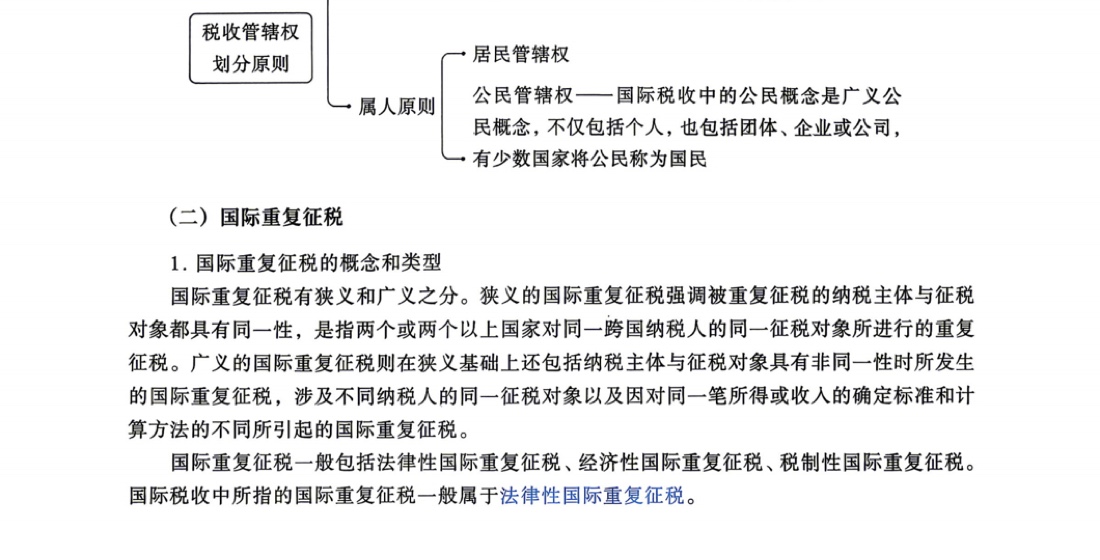 税收管辖权
划分原则
属人原则
居民管辖权
公民管辖权——国际税收中的公民概念是广义公
民概念，不仅包括个人，也包括团体、企业或公司，
有少数国家将公民称为国民
（二）国际重复征税
1. 国际重复征税的概念和类型
国际重复征税有狭义和广义之分。狭义的国际重复征税强调被重复征税的纳税主体与征税
对象都具有同一性，是指两个或两个以上国家对同一跨国纳税人的同一征税对象所进行的重复
征税。广义的国际重复征税则在狭义基础上还包括纳税主体与征税对象具有非同一性时所发生
的国际重复征税，涉及不同纳税人的同一征税对象以及因对同一笔所得或收入的确定标准和计
算方法的不同所引起的国际重复征税。
国际重复征税一般包括法律性国际重复征税、经济性国际重复征税、税制性国际重复征税。
国际税收中所指的国际重复征税一般属于法律性国际重复征税。